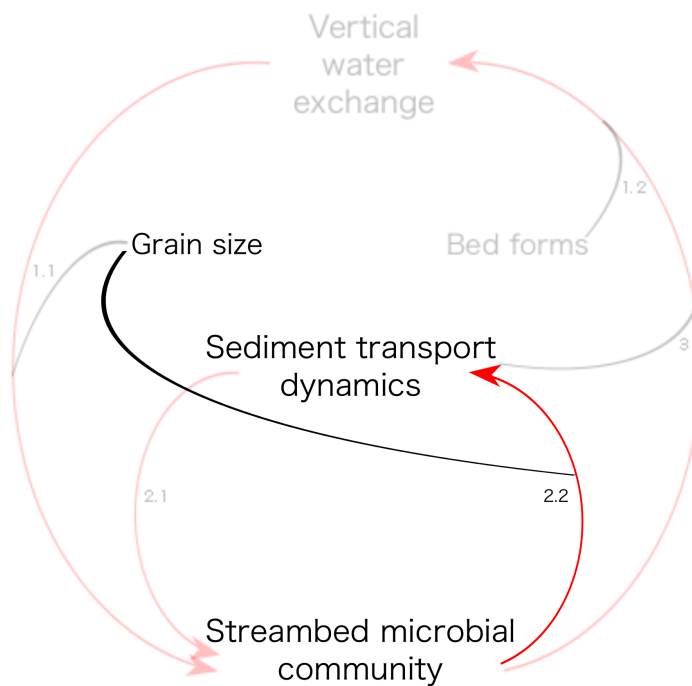 Vertical
water
exchange
1.2
Grain size
Bed forms
1.1
Sediment transport
dynamics
3
2.1
2.2
Streambed microbial
community